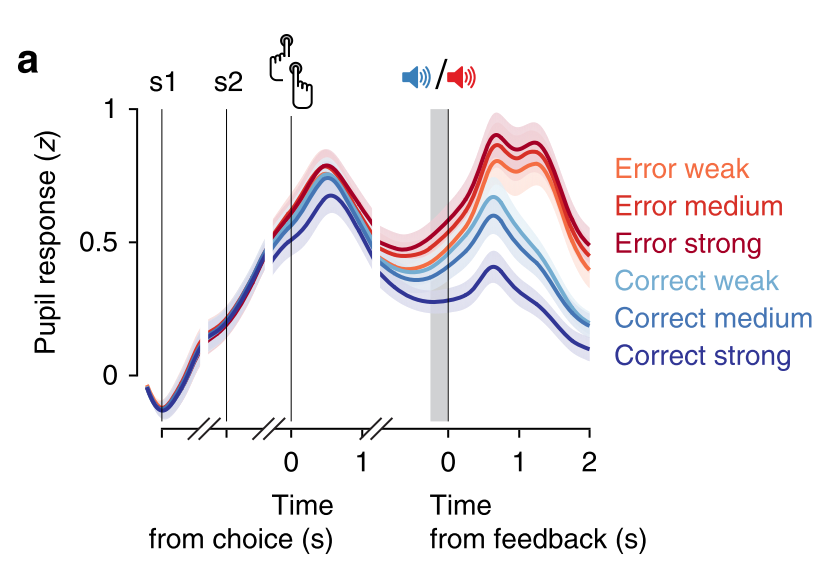 a
s1 s2
/
1
0.5
0
Pupil response (z)
Error weak
Error medium
Error strong
Correct weak
Correct medium
Correct strong
0 1 0 1 2
Time
from choice (s)
Time
from feedback (s)